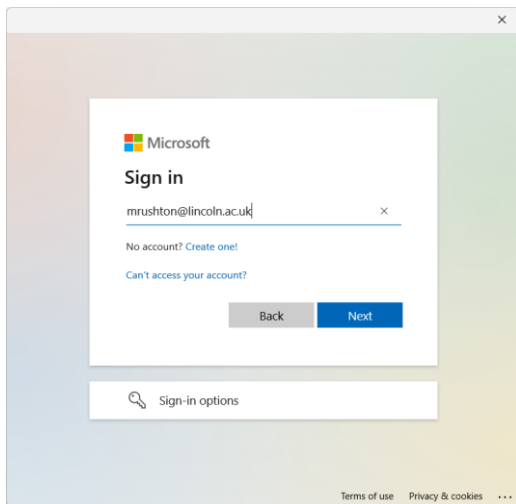 Microsoft
Sign in
mrushton@lincoln.ac.uk
No account? Create one!
Can't access your account?
Back Next
Sign-in options
Terms of use Privacy & cookies ...